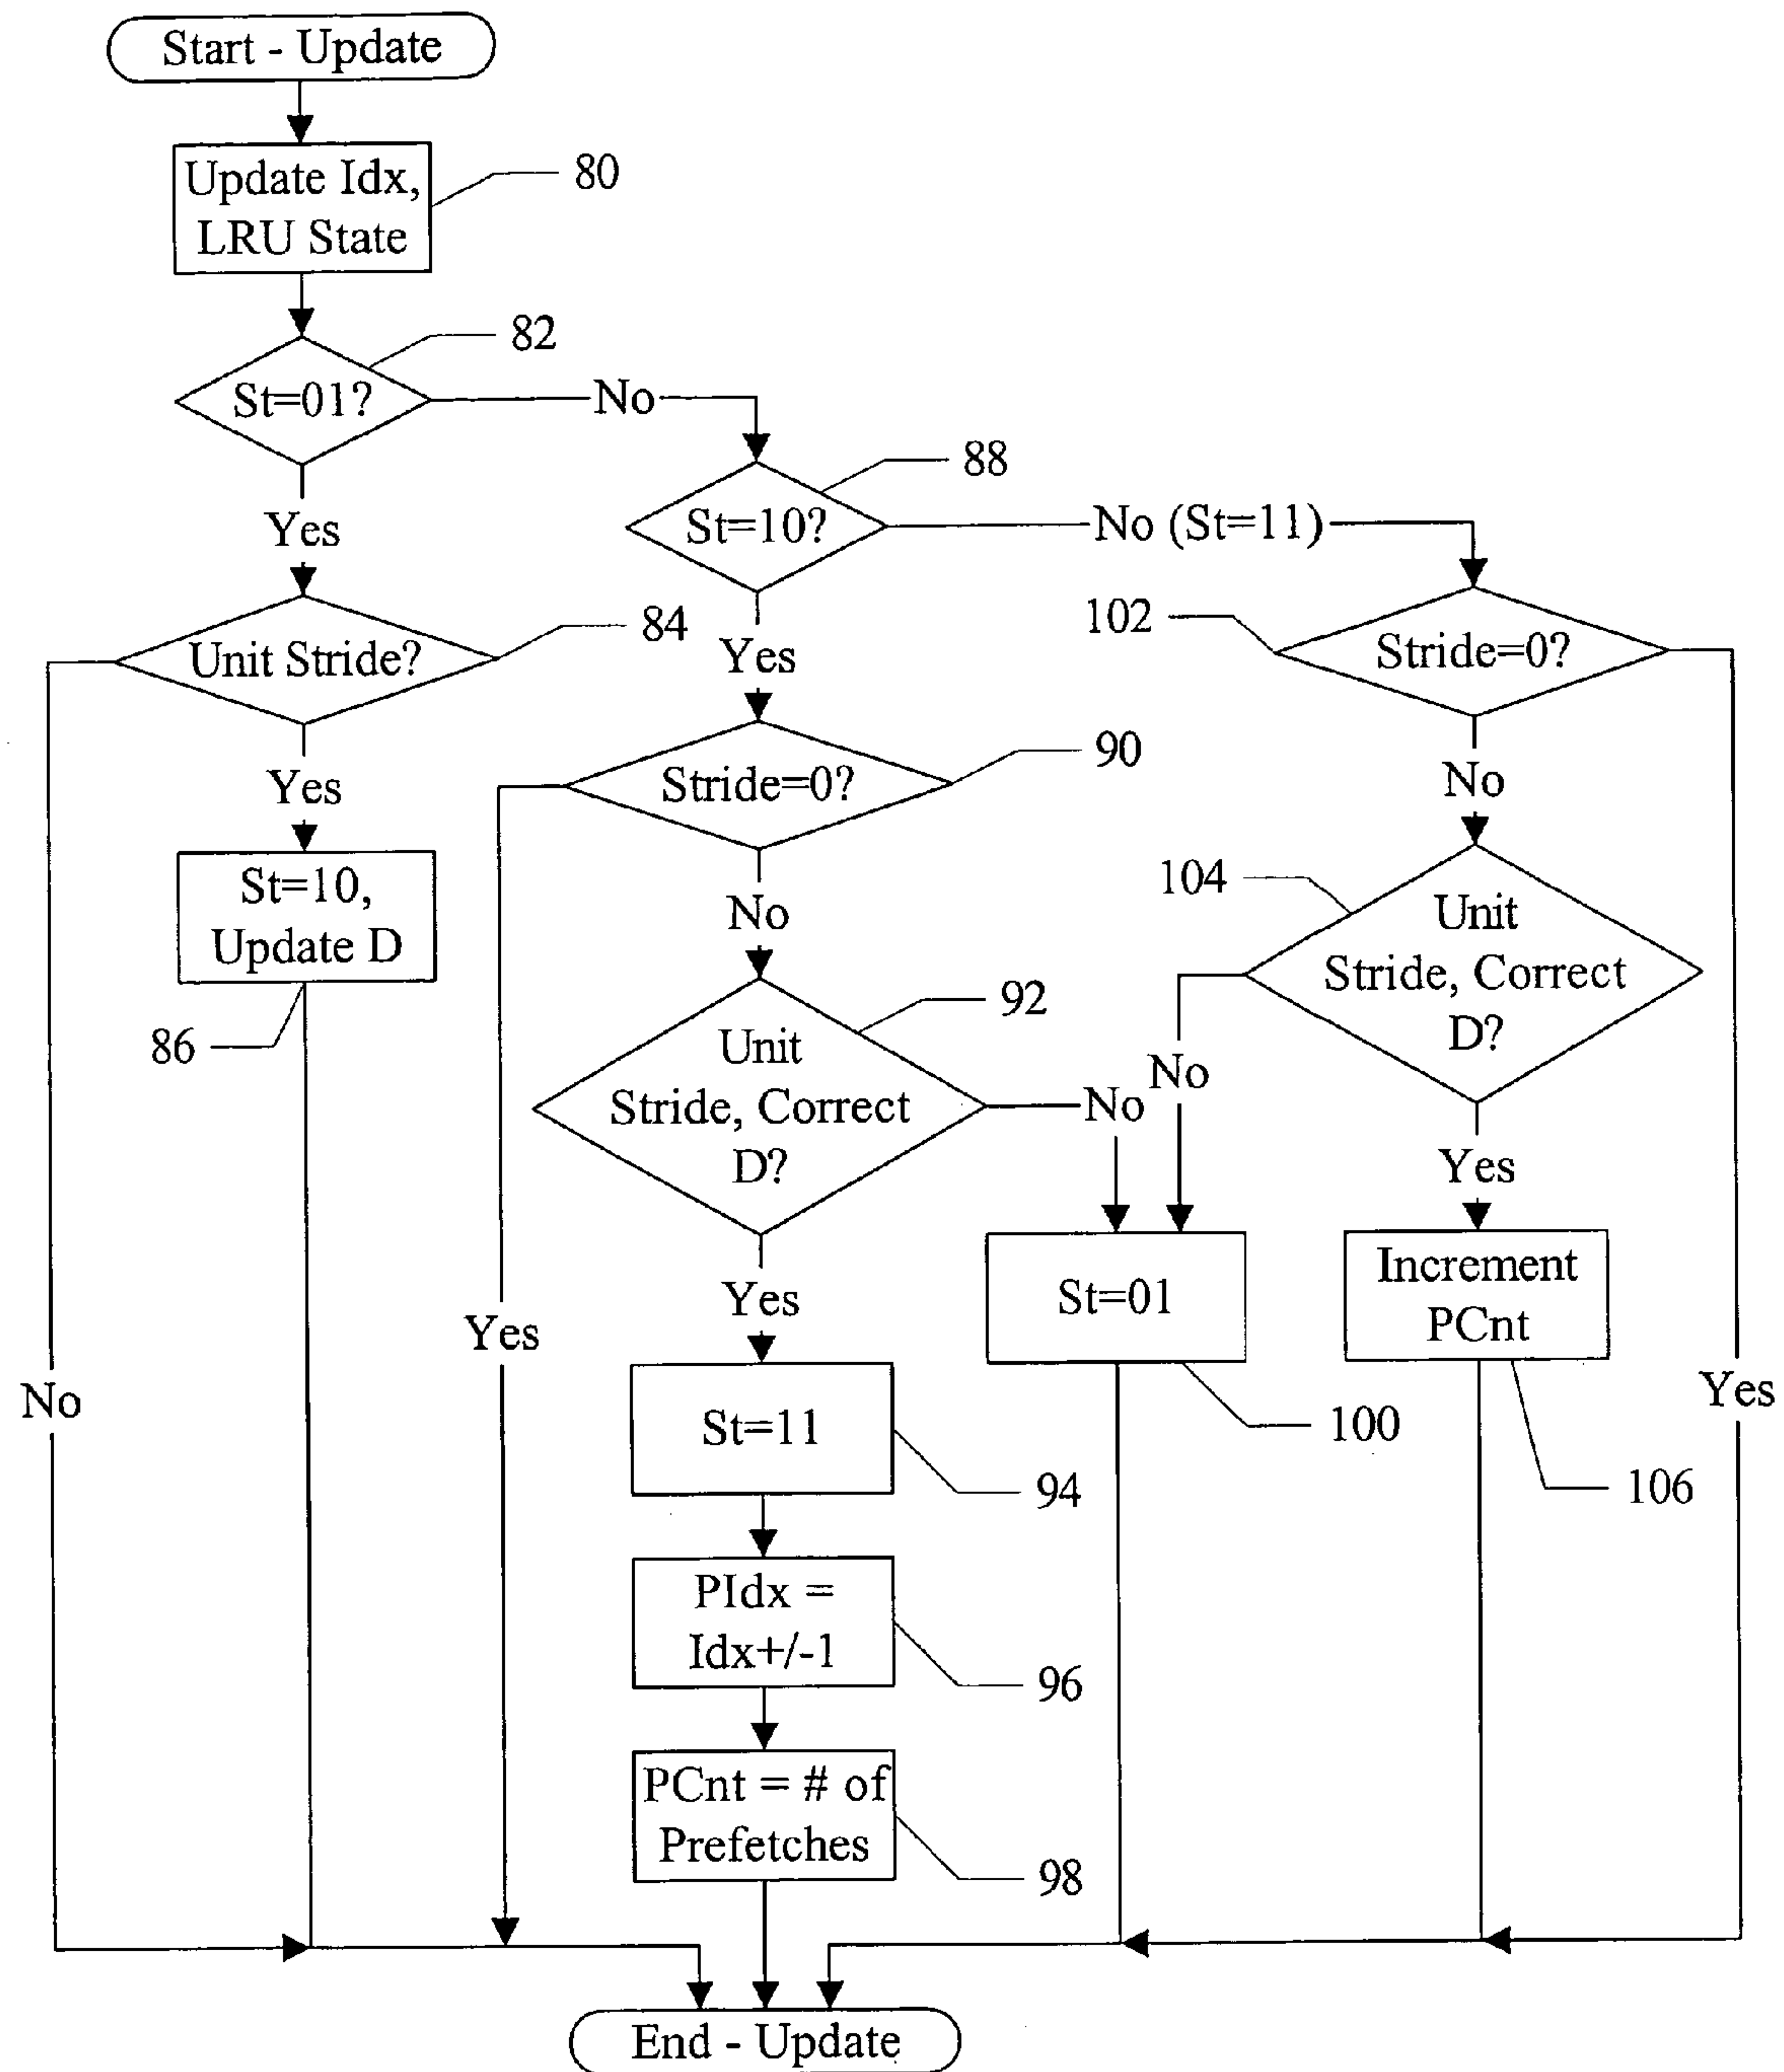 Start - Update
Update Idx,
LRU State
80
St=01?
82
No
88
St=10?
No (St=11)
Yes
102
Stride=0?
Unit Stride?
84
Yes
90
Stride=0?
No
Yes
104
Unit
Stride, Correct
D?
St=10,
Update D
No
86
92
Unit
Stride, Correct
D?
No
No
Yes
Increment
PCnt
St=01
Yes
Yes
No
Yes
St=11
100
94
106
PIdx =
Idx+/-1
96
PCnt = # of
Prefetches
98
End - Update